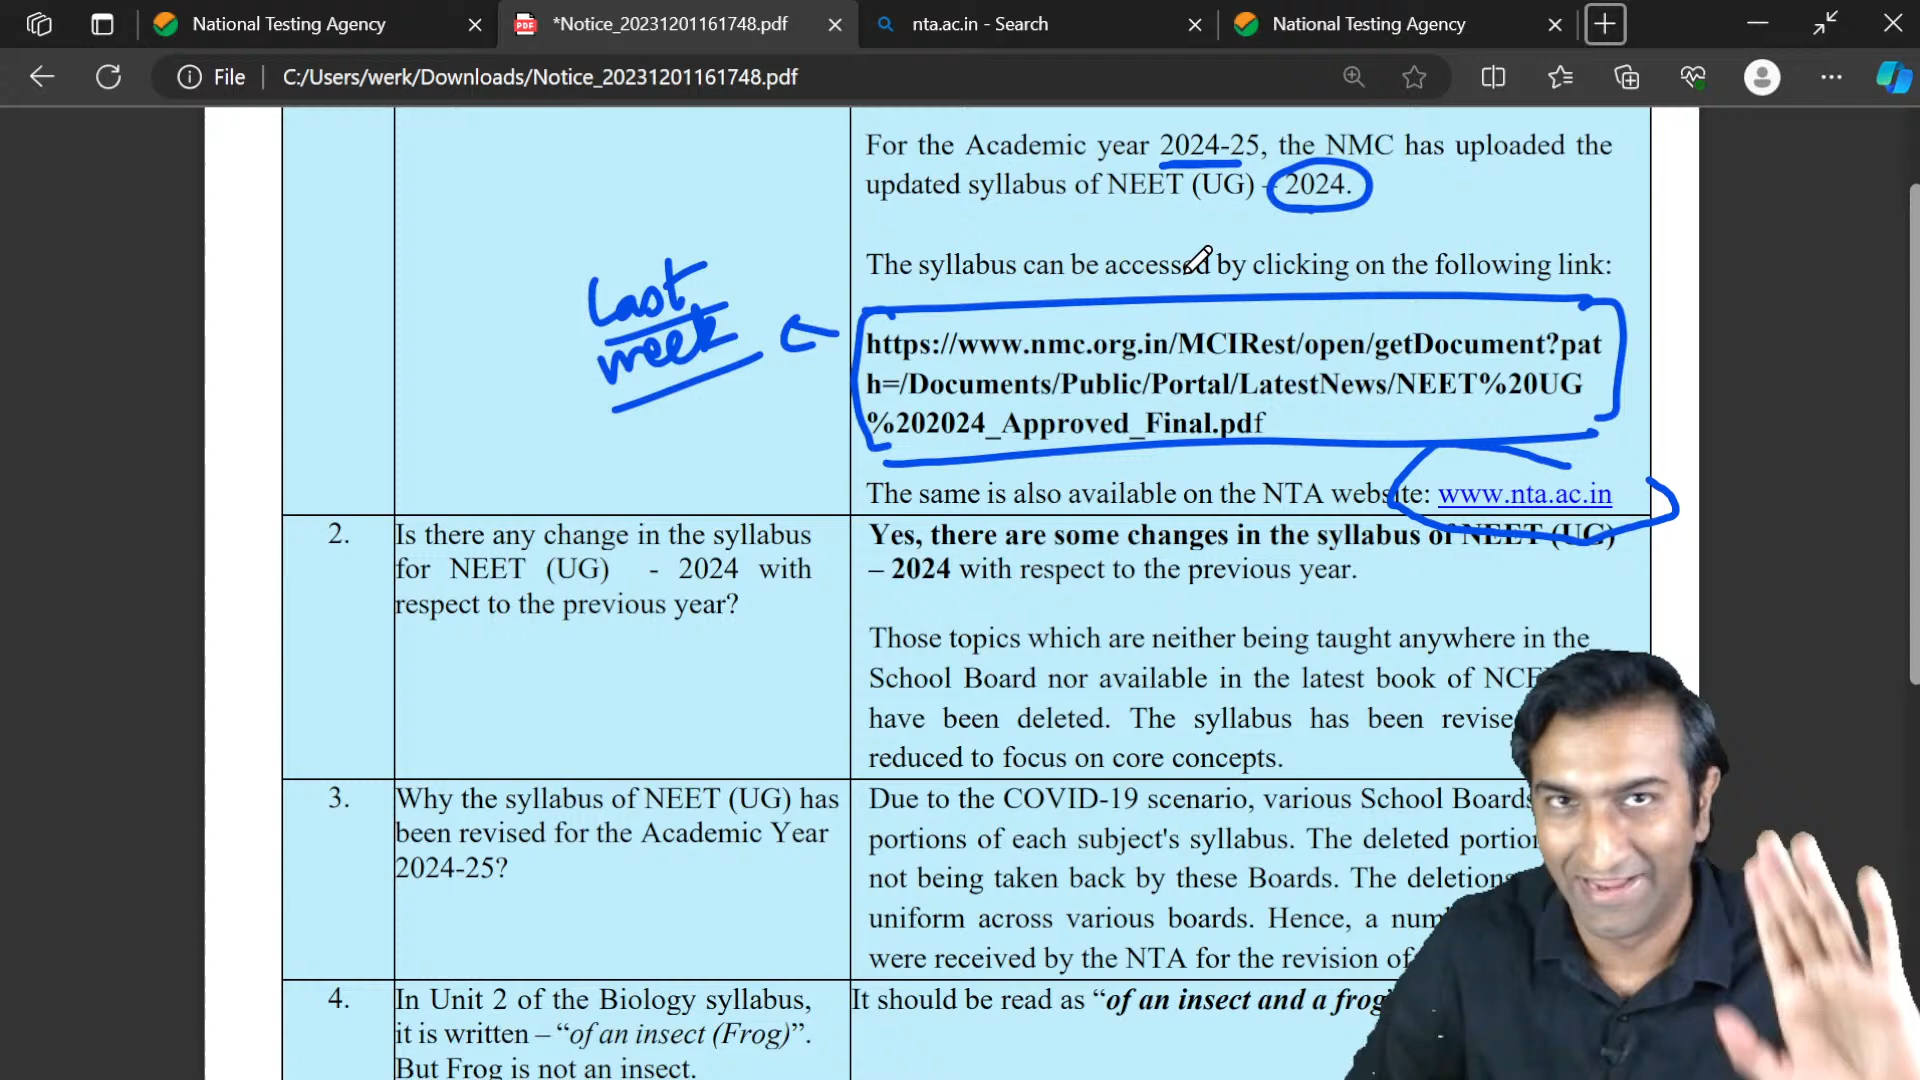 National Testing Agency
*Notice_20231201161748.pdf
nta.ac.in - Search
National Testing Agency
File
C:/Users/werk/Downloads/Notice_20231201161748.pdf
For the Academic year 2024-25, the NMC has uploaded the
updated syllabus of NEET (UG) – 2024.
The syllabus can be accessed by clicking on the following link:
Last
week
https://www.nmc.org.in/MCIRest/open/getDocument?pat
h=/Documents/Public/Portal/LatestNews/NEET%20UG
%202024_Approved_Final.pdf
The same is also available on the NTA website: www.nta.ac.in
2.
Is there any change in the syllabus
for NEET (UG) - 2024 with
respect to the previous year?
Yes, there are some changes in the syllabus of NEET (UG)
– 2024 with respect to the previous year.
Those topics which are neither being taught anywhere in the
School Board nor available in the latest book of
have been deleted. The syllabus has been
reduced to focus on core concepts.
3.
Why the syllabus of NEET (UG) has
been revised for the Academic Year
2024-25?
Due to the COVID-19 scenario, various School
portions of each subject's syllabus. The deleted
not being taken back by these Boards. The
uniform across various boards. Hence, a
were received by the NTA for the revision of
4.
In Unit 2 of the Biology syllabus,
it is written – “of an insect (Frog)”.
But Frog is not an insect.
It should be read as “of an insect and a frog